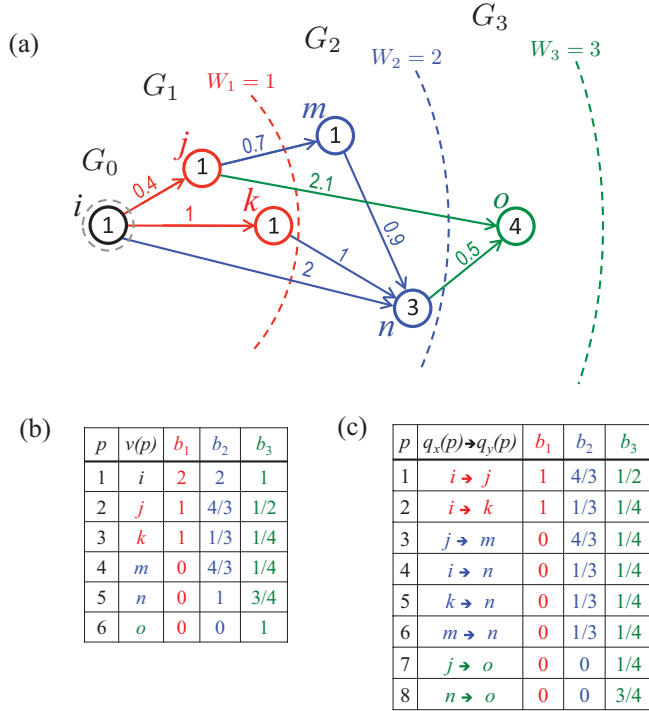 (a)
G₃
G₂
W₃ = 3
W₂ = 2
W₁ = 1
G₁
m
1
0.7
j
1
G₀
2.1
0.4
k
o
i
1
1
1
4
0.9
1
2
0.5
3
n
(b)
(c)
p v(p) b₁ b₂ b₃
1 i 2 2 1
2 j 1 4/3 1/2
3 k 1 1/3 1/4
4 m 0 4/3 1/4
5 n 0 1 3/4
6 o 0 0 1
p qₓ(p)➔q_y(p) b₁ b₂ b₃
1 i ➔ j 1 4/3 1/2
2 i ➔ k 1 1/3 1/4
3 j ➔ m 0 4/3 1/4
4 i ➔ n 0 1/3 1/4
5 k ➔ n 0 1/3 1/4
6 m ➔ n 0 1/3 1/4
7 j ➔ o 0 0 1/4
8 n ➔ o 0 0 3/4